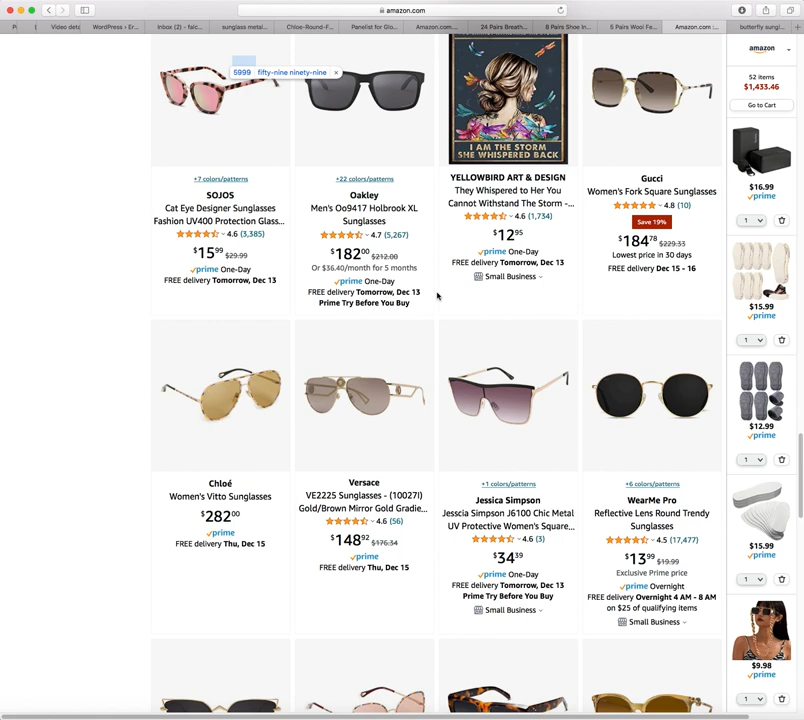 amazon.com
P
(
Video deta
WordPress › Er...
Inbox (2) - falc...
sunglass metal...
Chloe-Round-F...
Panelist for Glo...
Amazon.com...
24 Pairs Breath...
8 Pairs Shoe In...
5 Pairs Wool Fe...
Amazon.com :...
butterfly sungl...
5999 fifty-nine ninety-nine ×
I AM THE STORM
SHE WHISPERED BACK
+7 colors/patterns
SOJOS
Cat Eye Designer Sunglasses
Fashion UV400 Protection Glass...
4.6 (3,385)
$15.99 $29.99
prime One-Day
FREE delivery Tomorrow, Dec 13
+22 colors/patterns
Oakley
Men's Oo9417 Holbrook XL
Sunglasses
4.7 (5,267)
$182.00 $212.00
Or $36.40/month for 5 months
prime One-Day
FREE delivery Tomorrow, Dec 13
Prime Try Before You Buy
YELLOWBIRD ART & DESIGN
They Whispered to Her You
Cannot Withstand The Storm -...
4.6 (1,734)
$12.95
prime One-Day
FREE delivery Tomorrow, Dec 13
Small Business
Gucci
Women's Fork Square Sunglasses
4.8 (10)
Save 19%
$184.78 $229.33
Lowest price in 30 days
FREE delivery Dec 15 - 16
Chloé
Women's Vitto Sunglasses
$282.00
prime
FREE delivery Thu, Dec 15
Versace
VE2225 Sunglasses - (10027I)
Gold/Brown Mirror Gold Gradie...
4.6 (56)
$148.92 $176.34
prime
FREE delivery Thu, Dec 15
+1 colors/patterns
Jessica Simpson
Jesscia Simpson J6100 Chic Metal
UV Protective Women's Square...
4.6 (3)
$34.39
prime One-Day
FREE delivery Tomorrow, Dec 13
Prime Try Before You Buy
Small Business
+6 colors/patterns
WearMe Pro
Reflective Lens Round Trendy
Sunglasses
4.5 (17,477)
$13.99 $19.99
Exclusive Prime price
prime Overnight
FREE delivery Overnight 4 AM - 8 AM
on $25 of qualifying items
Small Business
amazon
52 items
$1,433.46
Go to Cart
$16.99
prime
1
$15.99
prime
1
$12.99
prime
1
$15.99
prime
1
$9.98
prime
1